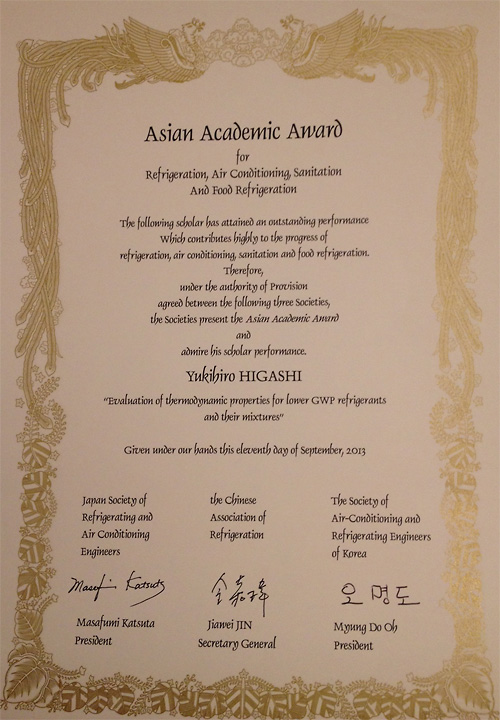 Asian Academic Award
for
Refrigeration, Air Conditioning, Sanitation
And Food Refrigeration
The following scholar has attained an outstanding performance
Which contributes highly to the progress of
refrigeration, air conditioning, sanitation and food refrigeration.
Therefore,
under the authority of Provision
agreed between the following three Societies,
the Societies present the Asian Academic Award
and
admire his scholar performance.
Yukihiro HIGASHI
"Evaluation of thermodynamic properties for lower GWP refrigerants
and their mixtures"
Given under our hands this eleventh day of September, 2013
Japan Society of
Refrigerating and
Air Conditioning
Engineers
Masafumi Katsuta
Masafumi Katsuta
President
the Chinese
Association of
Refrigeration
金嘉玮
Jiawei JIN
Secretary General
The Society of
Air-Conditioning and
Refrigerating Engineers
of Korea
오명도
Myung Do Oh
President